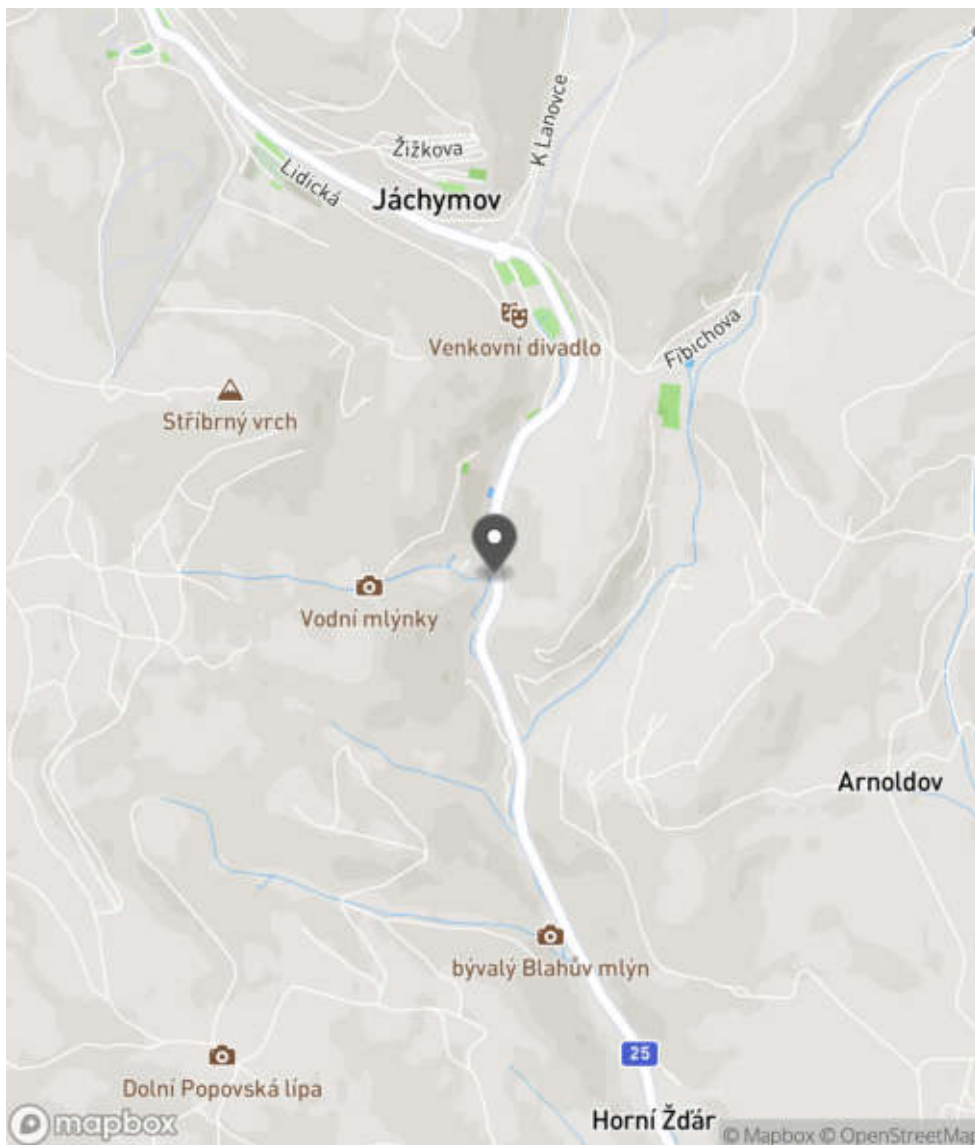 Žižkova
K Lanovce
Lidická
Jáchymov
Venkovní divadlo
Fibichova
Stříbrný vrch
Vodní mlýnky
Arnoldov
bývalý Blahův mlýn
25
Dolní Popovská lípa
Horní Žďár
mapbox
© Mapbox © OpenStreetMap